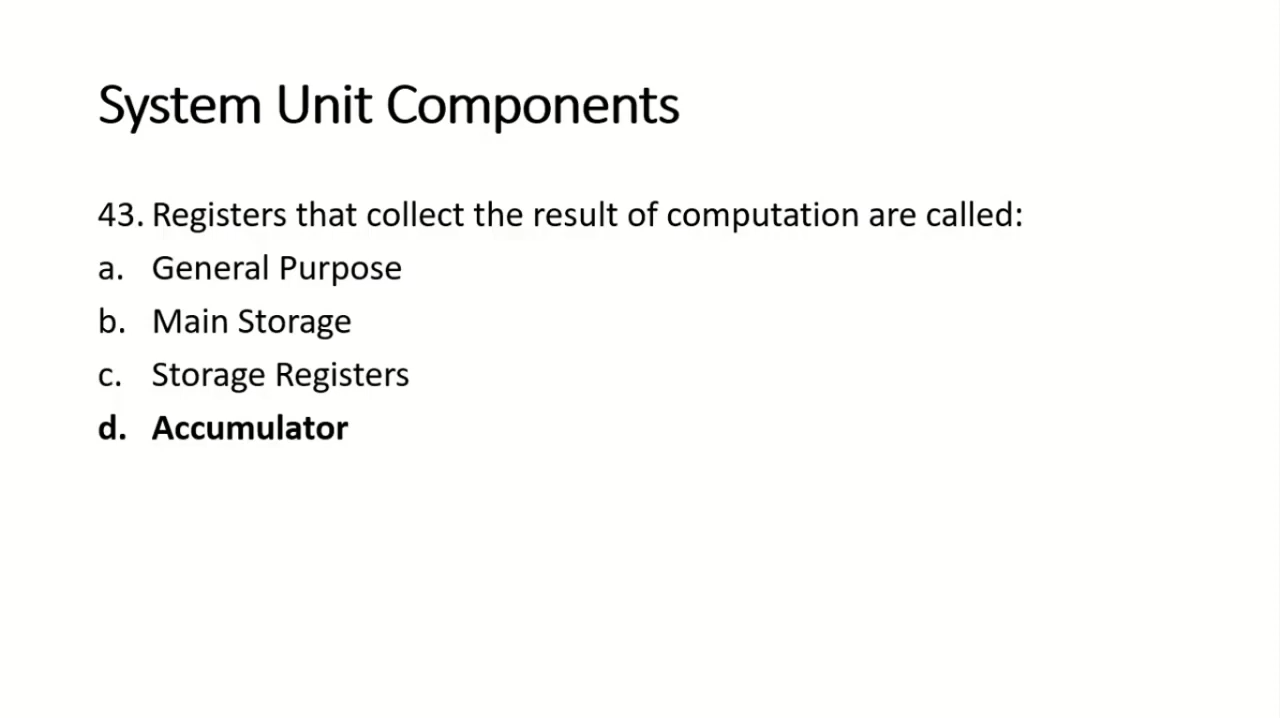 System Unit Components
43. Registers that collect the result of computation are called:
a. General Purpose
b. Main Storage
c. Storage Registers
d. Accumulator